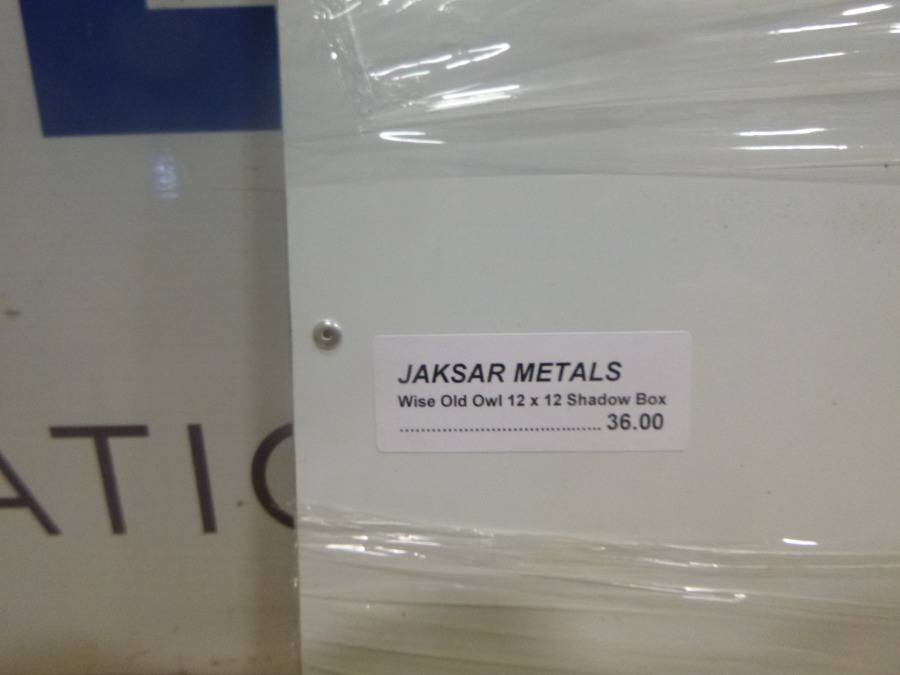 JAKSAR METALS
Wise Old Owl 12 x 12 Shadow Box
...................................... 36.00
ATIC